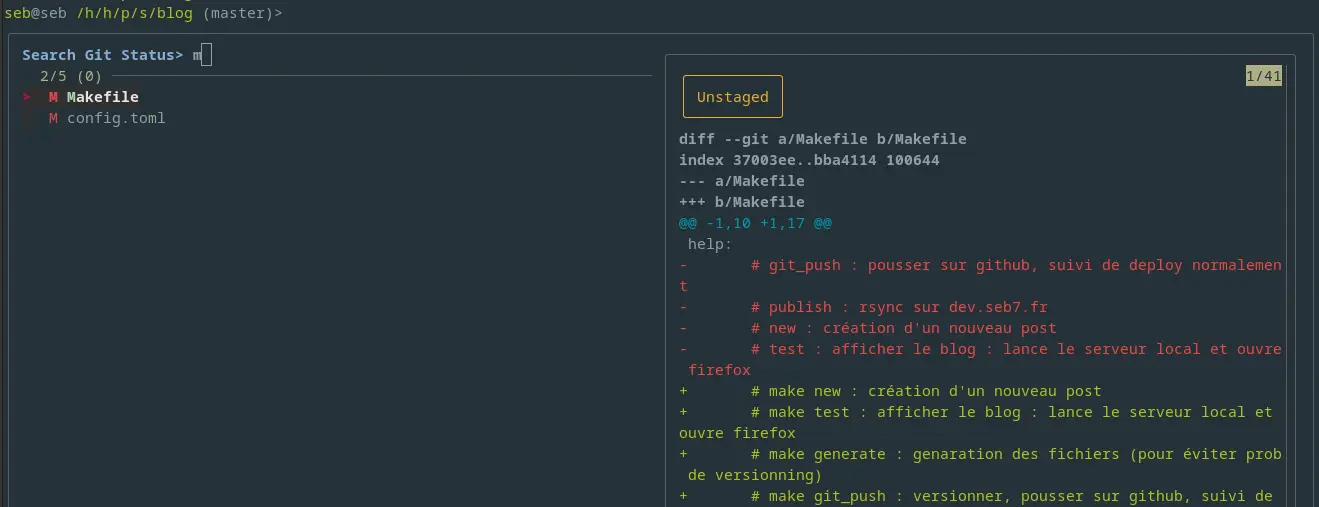 seb@seb /h/h/p/s/blog (master)>
Search Git Status> m
2/5 (0)
> M Makefile
M config.toml
1/41
Unstaged
diff --git a/Makefile b/Makefile
index 37003ee..bba4114 100644
--- a/Makefile
+++ b/Makefile
@@ -1,10 +1,17 @@
help:
- # git_push : pousser sur github, suivi de deploy normalemen
t
- # publish : rsync sur dev.seb7.fr
- # new : création d'un nouveau post
- # test : afficher le blog : lance le serveur local et ouvre
firefox
+ # make new : création d'un nouveau post
+ # make test : afficher le blog : lance le serveur local et
ouvre firefox
+ # make generate : genaration des fichiers (pour éviter prob
de versionning)
+ # make git_push : versionner, pousser sur github, suivi de